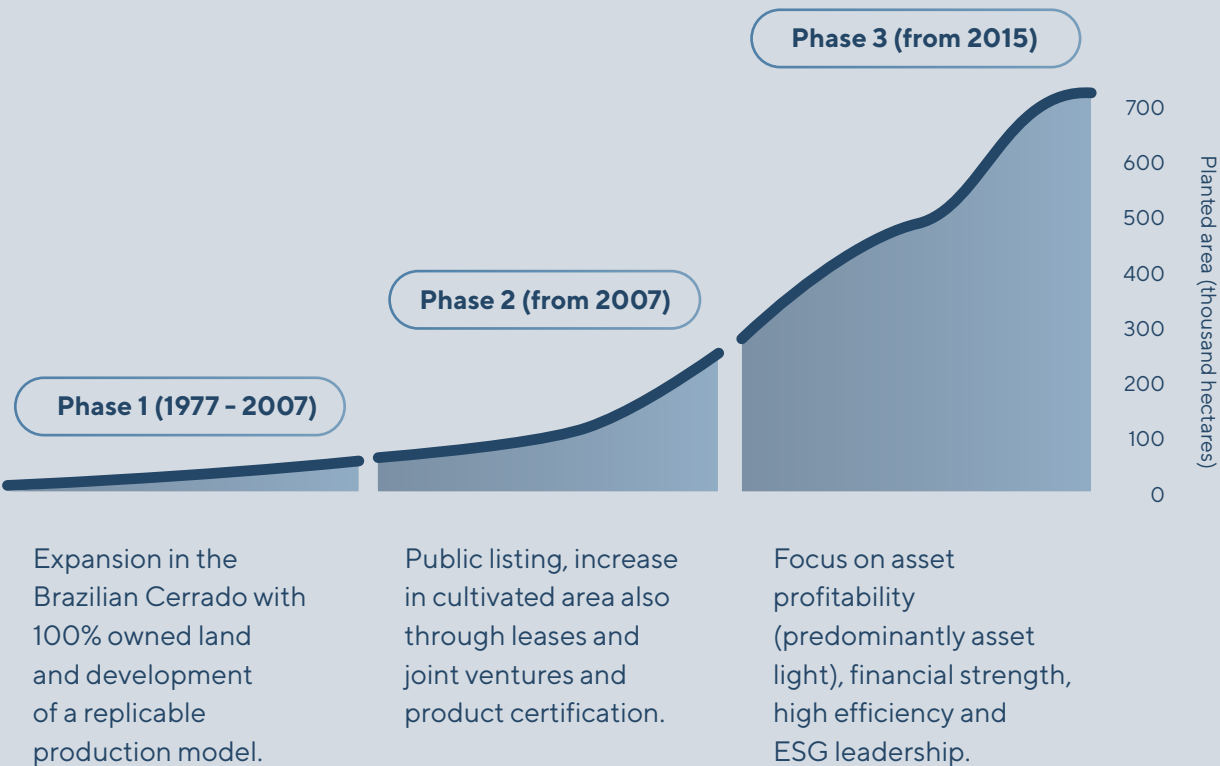 Phase 1 (1977 - 2007)
Expansion in the
Brazilian Cerrado with
100% owned land
and development
of a replicable
production model.
Phase 2 (from 2007)
Public listing, increase
in cultivated area also
through leases and
joint ventures and
product certification.
Phase 3 (from 2015)
Focus on asset
profitability
(predominantly asset
light), financial strength,
high efficiency and
ESG leadership.
700
600
500
400
300
200
100
0
Planted area (thousand hectares)